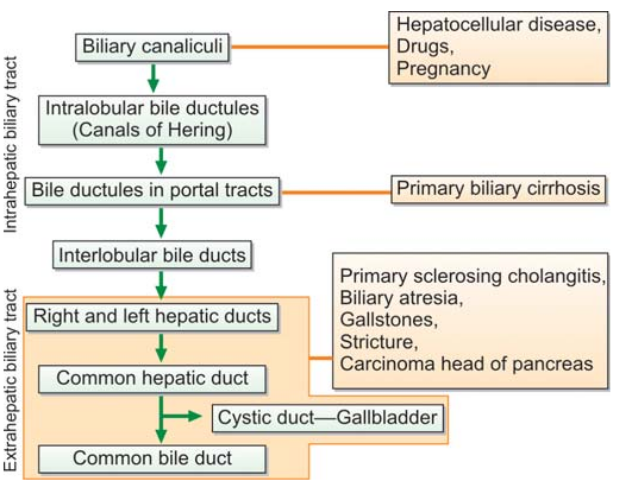 Biliary canaliculi
Hepatocellular disease,
Drugs,
Pregnancy
Intralobular bile ductules
(Canals of Hering)
Intrahepatic biliary tract
Bile ductules in portal tracts
Primary biliary cirrhosis
Interlobular bile ducts
Right and left hepatic ducts
Primary sclerosing cholangitis,
Biliary atresia,
Gallstones,
Stricture,
Carcinoma head of pancreas
Extrahepatic biliary tract
Common hepatic duct
Cystic duct—Gallbladder
Common bile duct